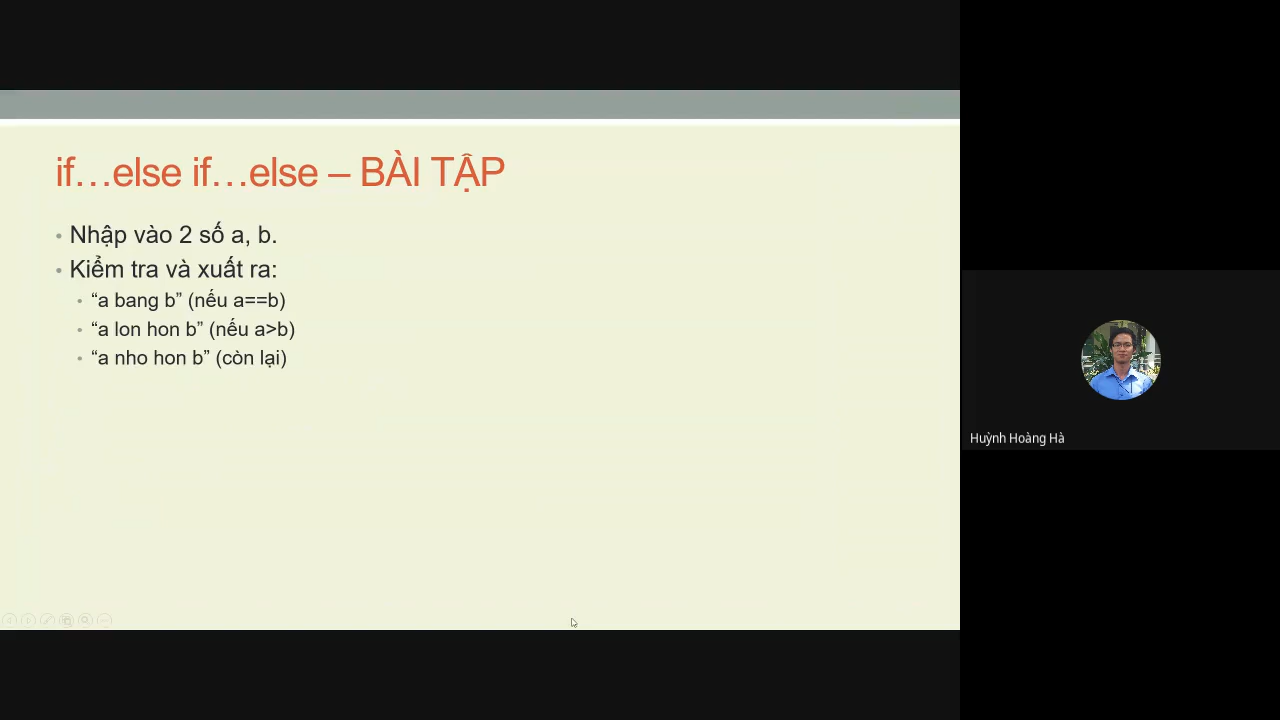 if…else if…else – BÀI TẬP
• Nhập vào 2 số a, b.
• Kiểm tra và xuất ra:
• “a bang b” (nếu a==b)
• “a lon hon b” (nếu a>b)
• “a nho hon b” (còn lại)
Huỳnh Hoàng Hà